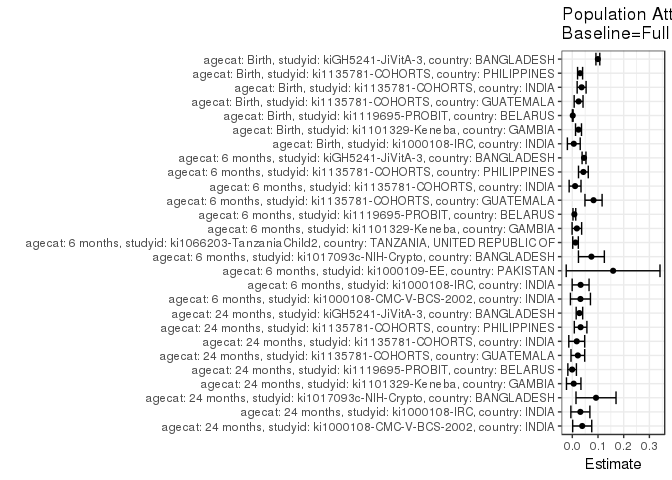 Population Att
Baseline=Full
agecat: Birth, studyid: kiGH5241-JiVitA-3, country: BANGLADESH
agecat: Birth, studyid: ki1135781-COHORTS, country: PHILIPPINES
agecat: Birth, studyid: ki1135781-COHORTS, country: INDIA
agecat: Birth, studyid: ki1135781-COHORTS, country: GUATEMALA
agecat: Birth, studyid: ki1119695-PROBIT, country: BELARUS
agecat: Birth, studyid: ki1101329-Keneba, country: GAMBIA
agecat: Birth, studyid: ki1000108-IRC, country: INDIA
agecat: 6 months, studyid: kiGH5241-JiVitA-3, country: BANGLADESH
agecat: 6 months, studyid: ki1135781-COHORTS, country: PHILIPPINES
agecat: 6 months, studyid: ki1135781-COHORTS, country: INDIA
agecat: 6 months, studyid: ki1135781-COHORTS, country: GUATEMALA
agecat: 6 months, studyid: ki1119695-PROBIT, country: BELARUS
agecat: 6 months, studyid: ki1101329-Keneba, country: GAMBIA
agecat: 6 months, studyid: ki1066203-TanzaniaChild2, country: TANZANIA, UNITED REPUBLIC OF
agecat: 6 months, studyid: ki1017093c-NIH-Crypto, country: BANGLADESH
agecat: 6 months, studyid: ki1000109-EE, country: PAKISTAN
agecat: 6 months, studyid: ki1000108-IRC, country: INDIA
agecat: 6 months, studyid: ki1000108-CMC-V-BCS-2002, country: INDIA
agecat: 24 months, studyid: kiGH5241-JiVitA-3, country: BANGLADESH
agecat: 24 months, studyid: ki1135781-COHORTS, country: PHILIPPINES
agecat: 24 months, studyid: ki1135781-COHORTS, country: INDIA
agecat: 24 months, studyid: ki1135781-COHORTS, country: GUATEMALA
agecat: 24 months, studyid: ki1119695-PROBIT, country: BELARUS
agecat: 24 months, studyid: ki1101329-Keneba, country: GAMBIA
agecat: 24 months, studyid: ki1017093c-NIH-Crypto, country: BANGLADESH
agecat: 24 months, studyid: ki1000108-IRC, country: INDIA
agecat: 24 months, studyid: ki1000108-CMC-V-BCS-2002, country: INDIA
0.0 0.1 0.2 0.3
Estimate